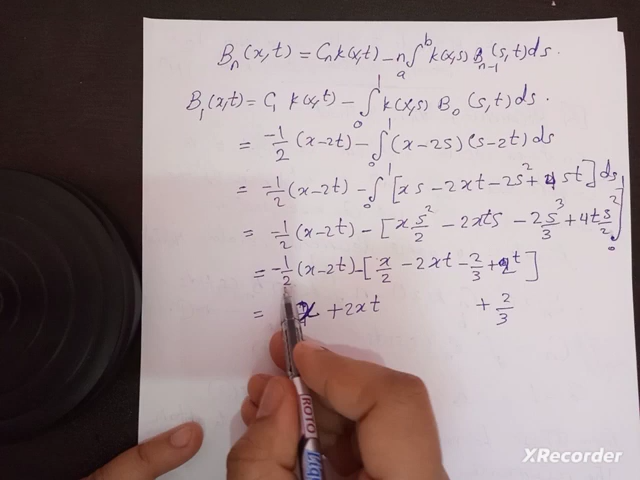 Bₙ(x,t) = Cₙ k(x,t) - n ∫ₐᵇ k(x,s) Bₙ₋₁(s,t) ds.
B₁(x,t) = C₁ k(x,t) - ∫₀¹ k(x,s) B₀(s,t) ds.
= -1/2 (x-2t) - ∫₀¹ (x-2s)(s-2t) ds
= -1/2 (x-2t) - ∫₀¹ [xs - 2xt - 2s² + 4st] ds
= -1/2 (x-2t) - [x s²/2 - 2xts - 2 s³/3 + 4t s²/2]₀¹
= -1/2 (x-2t) - [x/2 - 2xt - 2/3 + 2t]
= x + 2xt + 2/3
ROTO
XRecorder